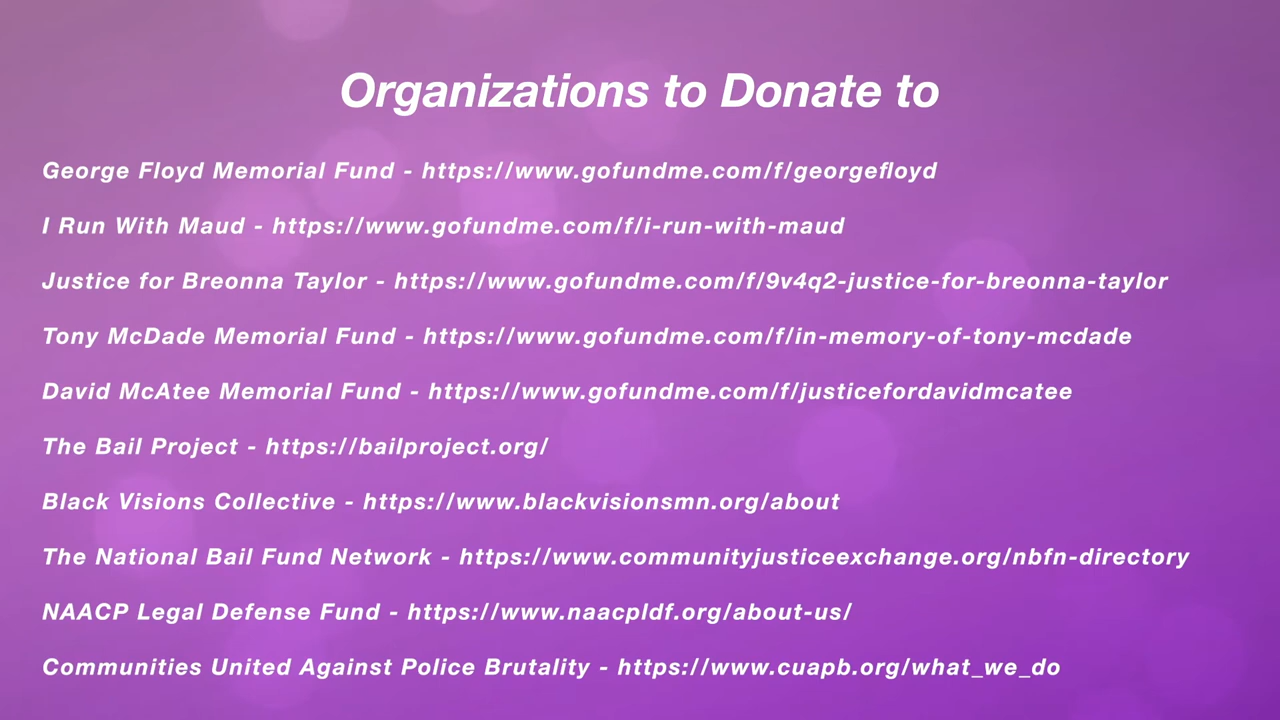 Organizations to Donate to
George Floyd Memorial Fund - https://www.gofundme.com/f/georgefloyd
I Run With Maud - https://www.gofundme.com/f/i-run-with-maud
Justice for Breonna Taylor - https://www.gofundme.com/f/9v4q2-justice-for-breonna-taylor
Tony McDade Memorial Fund - https://www.gofundme.com/f/in-memory-of-tony-mcdade
David McAtee Memorial Fund - https://www.gofundme.com/f/justicefordavidmcatee
The Bail Project - https://bailproject.org/
Black Visions Collective - https://www.blackvisionsmn.org/about
The National Bail Fund Network - https://www.communityjusticeexchange.org/nbfn-directory
NAACP Legal Defense Fund - https://www.naacpldf.org/about-us/
Communities United Against Police Brutality - https://www.cuapb.org/what_we_do